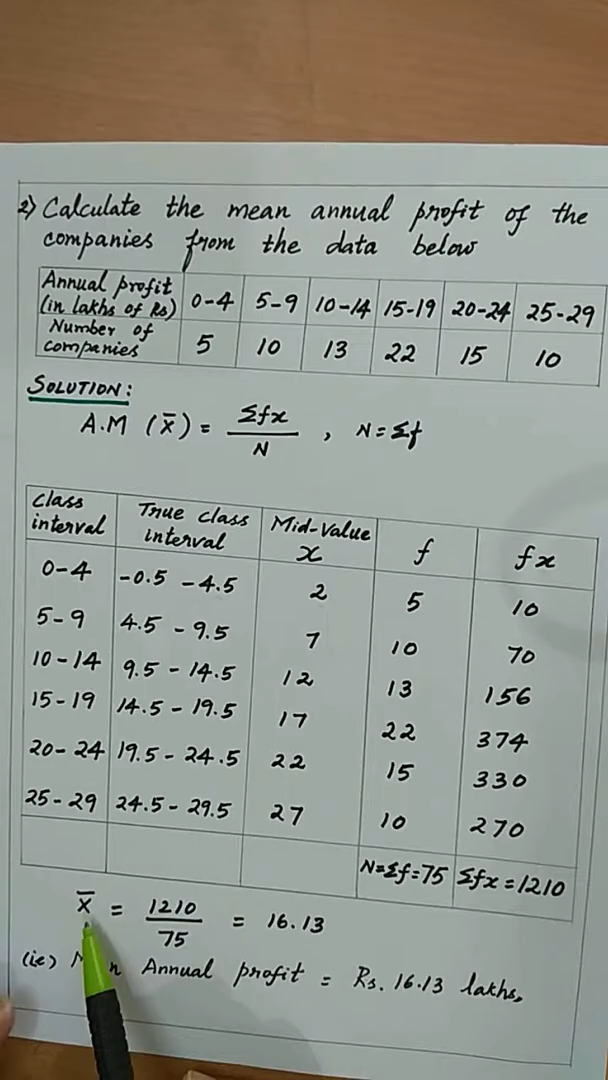 2) Calculate the mean annual profit of the
companies from the data below
Annual profit (in lakhs of Rs) 0-4 5-9 10-14 15-19 20-24 25-29
Number of companies 5 10 13 22 15 10
SOLUTION:
A.M (x̄) = Σfx / N , N = Σf
Class interval True class interval Mid-Value x f fx
0-4 -0.5 - 4.5 2 5 10
5-9 4.5 - 9.5 7 10 70
10-14 9.5 - 14.5 12 13 156
15-19 14.5 - 19.5 17 22 374
20-24 19.5 - 24.5 22 15 330
25-29 24.5 - 29.5 27 10 270
N=Σf=75 Σfx=1210
x̄ = 1210 / 75 = 16.13
(ie) Annual profit = Rs. 16.13 lakhs.